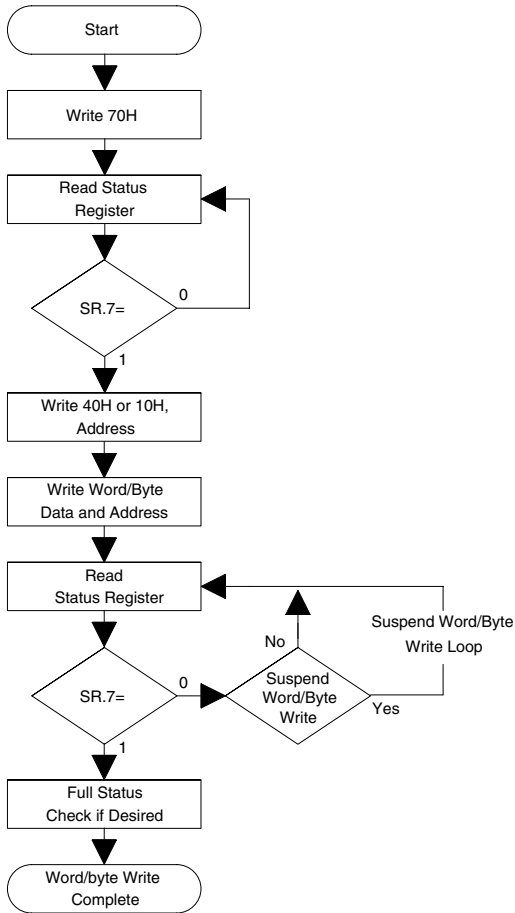 Start
Write 70H
Read Status
Register
SR.7=
0
1
Write 40H or 10H,
Address
Write Word/Byte
Data and Address
Read
Status Register
Suspend Word/Byte
Write Loop
No
SR.7=
0
Suspend
Word/Byte
Write
Yes
1
Full Status
Check if Desired
Word/byte Write
Complete